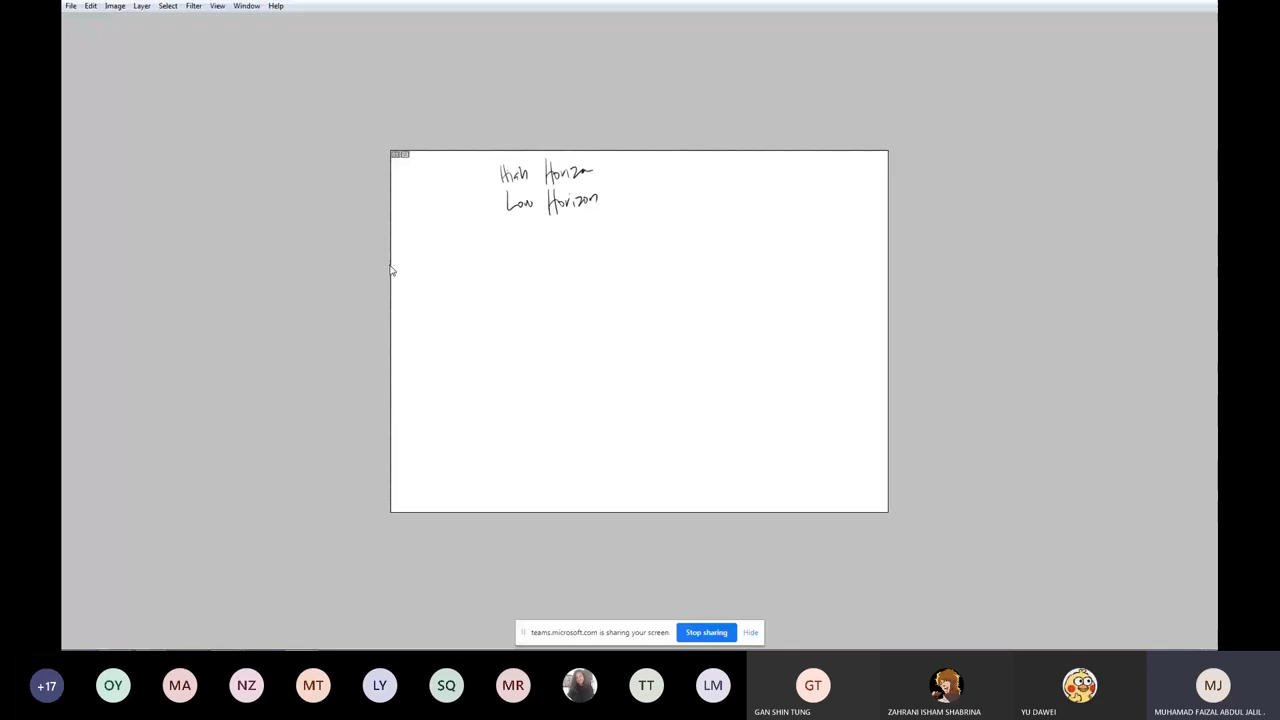 File Edit Image Layer Select Filter View Window Help
High Horizon
Low Horizon
teams.microsoft.com is sharing your screen. Stop sharing Hide
+17 OY MA NZ MT LY SQ MR TT LM GT MJ
GAN SHIN TUNG ZAHRANI ISHAM SHABRINA YU DAWEI MUHAMAD FAIZAL ABDUL JALIL .